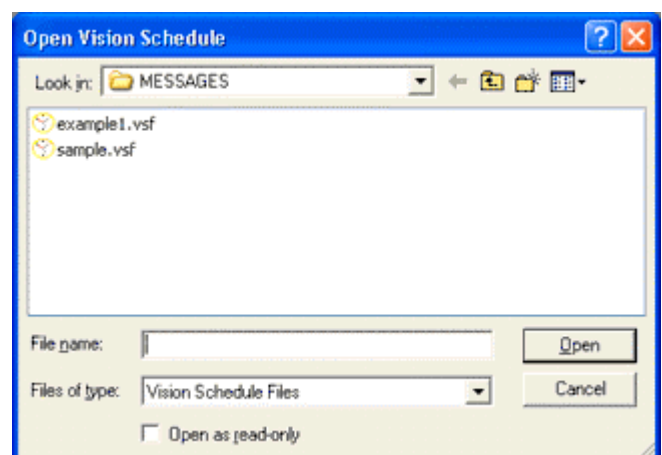 Open Vision Schedule
Look in: MESSAGES
example1.vsf
sample.vsf
File name: Open
Files of type: Vision Schedule Files Cancel
Open as read-only